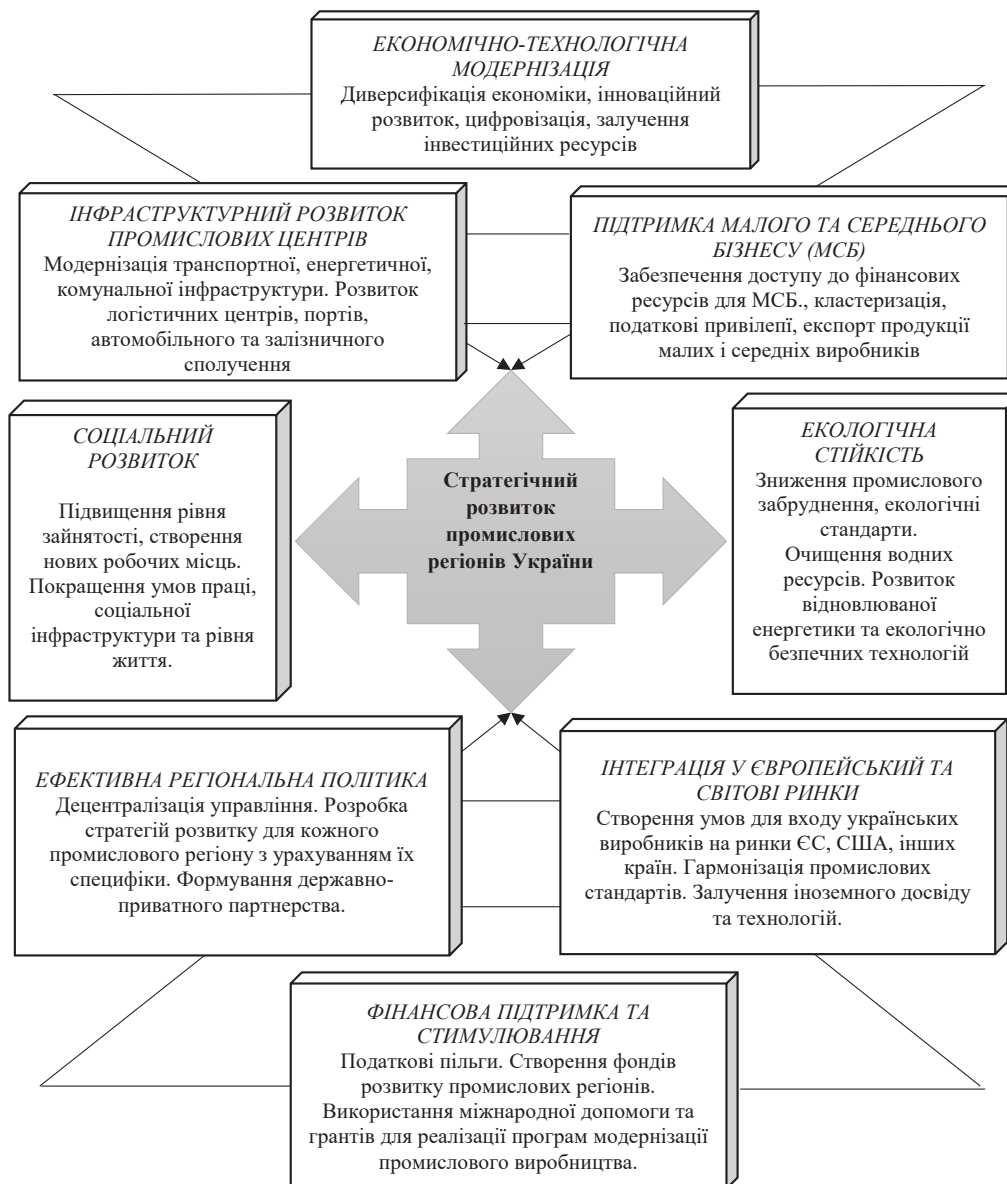 ЕКОНОМІЧНО-ТЕХНОЛОГІЧНА
МОДЕРНІЗАЦІЯ
Диверсифікація економіки, інноваційний
розвиток, цифровізація, залучення
інвестиційних ресурсів
ІНФРАСТРУКТУРНИЙ РОЗВИТОК
ПРОМИСЛОВИХ ЦЕНТРІВ
Модернізація транспортної, енергетичної,
комунальної інфраструктури. Розвиток
логістичних центрів, портів,
автомобільного та залізничного
сполучення
ПІДТРИМКА МАЛОГО ТА СЕРЕДНЬОГО
БІЗНЕСУ (МСБ)
Забезпечення доступу до фінансових
ресурсів для МСБ., кластеризація,
податкові привілепї, експорт продукції
малих і середніх виробників
СОЦІАЛЬНИЙ
РОЗВИТОК
Підвищення рівня
зайнятості, створення
нових робочих місць.
Покращення умов праці,
соціальної
інфраструктури та рівня
життя.
Стратегічний
розвиток
промислових
регіонів України
ЕКОЛОГІЧНА
СТІЙКІСТЬ
Зниження промислового
забруднення, екологічні
стандарти.
Очищення водних
ресурсів. Розвиток
відновлюваної
енергетики та екологічно
безпечних технологій
ЕФЕКТИВНА РЕГІОНАЛЬНА ПОЛІТИКА
Децентралізація управління. Розробка
стратегій розвитку для кожного
промислового регіону з урахуванням їх
специфіки. Формування державно-
приватного партнерства.
ІНТЕГРАЦІЯ У ЄВРОПЕЙСЬКИЙ ТА
СВІТОВІ РИНКИ
Створення умов для входу українських
виробників на ринки ЄС, США, інших
країн. Гармонізація промислових
стандартів. Залучення іноземного досвіду
та технологій.
ФІНАНСОВА ПІДТРИМКА ТА
СТИМУЛЮВАННЯ
Податкові пільги. Створення фондів
розвитку промислових регіонів.
Використання міжнародної допомоги та
грантів для реалізації програм модернізації
промислового виробництва.